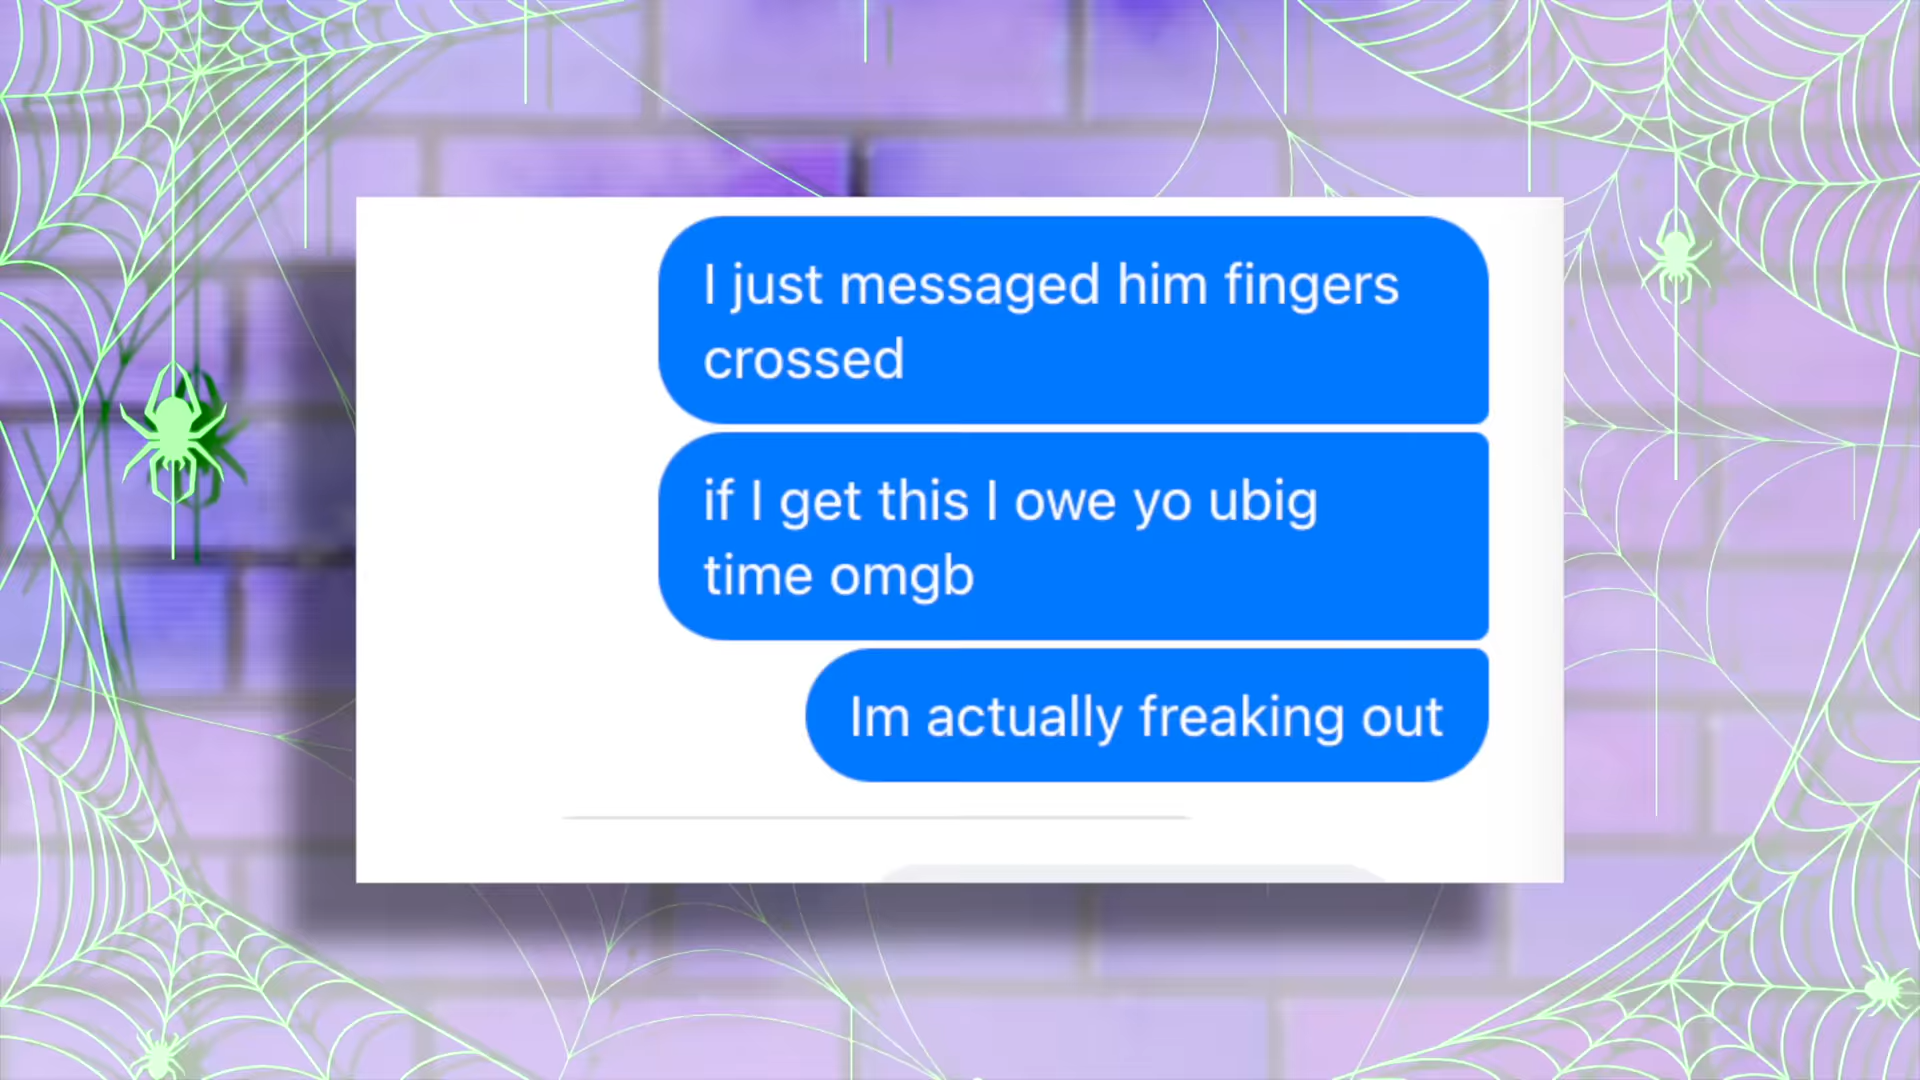 I just messaged him fingers
crossed
if I get this I owe yo ubig
time omgb
Im actually freaking out